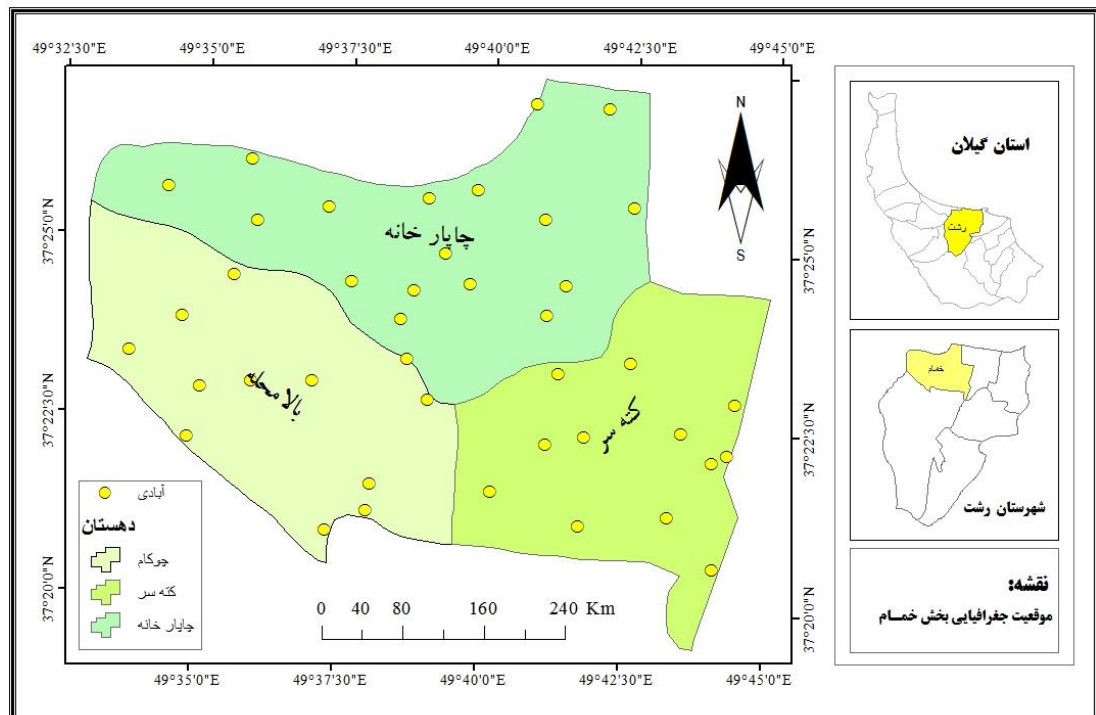 49°32'30"E 49°35'0"E 49°37'30"E 49°40'0"E 49°42'30"E 49°45'0"E
37°25'0"N
37°22'30"N
37°20'0"N
N
S
چاپار خانه
بالا محله
کته سر
آبادی
دهستان
چوکام
کته سر
چاپار خانه
0 40 80 160 240 Km
37°25'0"N
37°22'30"N
37°20'0"N
49°35'0"E 49°37'30"E 49°40'0"E 49°42'30"E 49°45'0"E
استان گیلان
رشت
خمام
شهرستان رشت
نقشه:
موقعیت جغرافیایی بخش خمــام